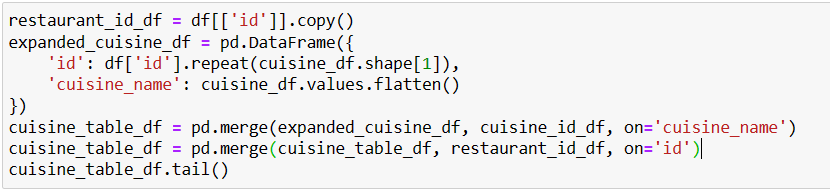 restaurant_id_df = df[['id']].copy()
expanded_cuisine_df = pd.DataFrame({
    'id': df['id'].repeat(cuisine_df.shape[1]),
    'cuisine_name': cuisine_df.values.flatten()
})
cuisine_table_df = pd.merge(expanded_cuisine_df, cuisine_id_df, on='cuisine_name')
cuisine_table_df = pd.merge(cuisine_table_df, restaurant_id_df, on='id')
cuisine_table_df.tail()